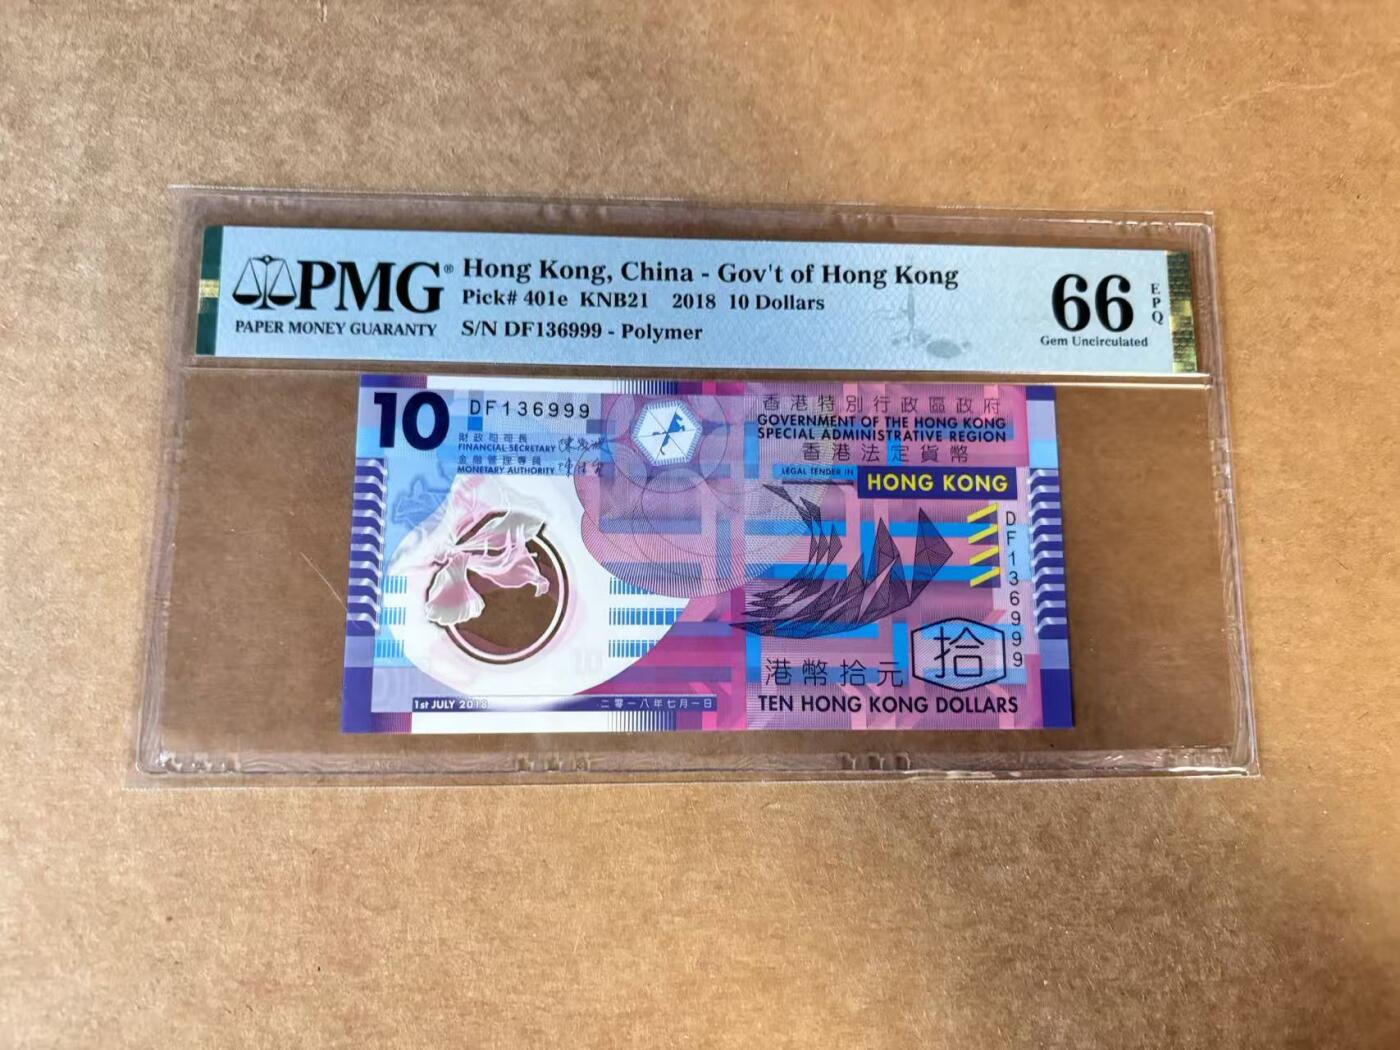 PMG®
PAPER MONEY GUARANTY
Hong Kong, China - Gov't of Hong Kong
Pick# 401e KNB21 2018 10 Dollars
S/N DF136999 - Polymer
66
EPQ
Gem Uncirculated
10
DF136999
財政司司長
FINANCIAL SECRETARY
金融管理專員
MONETARY AUTHORITY
香港特別行政區政府
GOVERNMENT OF THE HONG KONG
SPECIAL ADMINISTRATIVE REGION
香港法定貨幣
LEGAL TENDER IN
HONG KONG
DF136999
拾
港幣拾元
TEN HONG KONG DOLLARS
1st JULY 2018
二零一八年七月一日